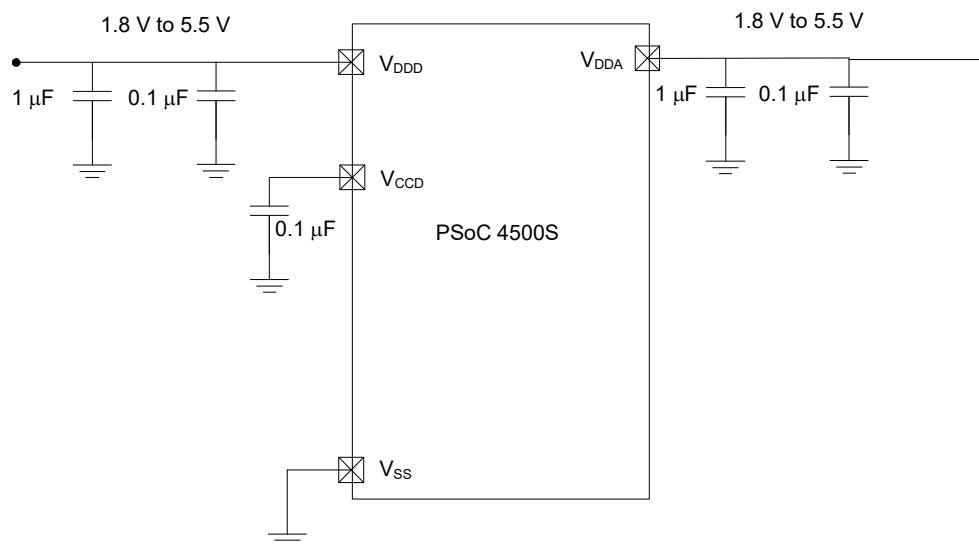 1.8 V to 5.5 V
1.8 V to 5.5 V
VDDD
VDDA
1 μF
0.1 μF
1 μF
0.1 μF
VCCD
0.1 μF
PSoC 4500S
VSS